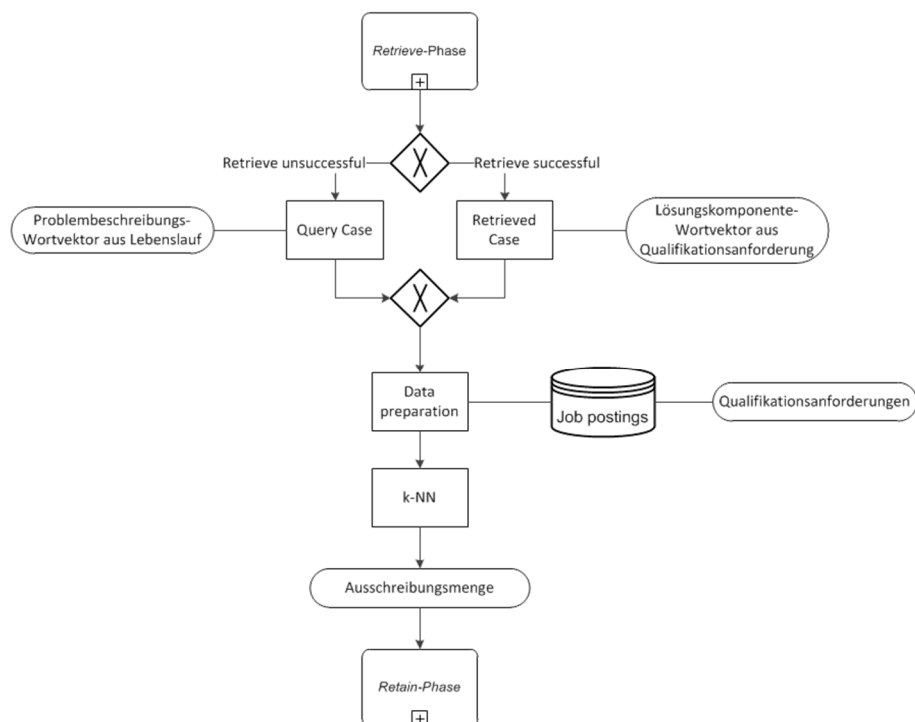 Retrieve-Phase
+
X
Retrieve unsuccessful
Retrieve successful
Problembeschreibungs-
Wortvektor aus Lebenslauf
Query Case
Retrieved
Case
Lösungskomponente-
Wortvektor aus
Qualifikationsanforderung
X
Data
preparation
Job postings
Qualifikationsanforderungen
k-NN
Ausschreibungsmenge
Retain-Phase
+